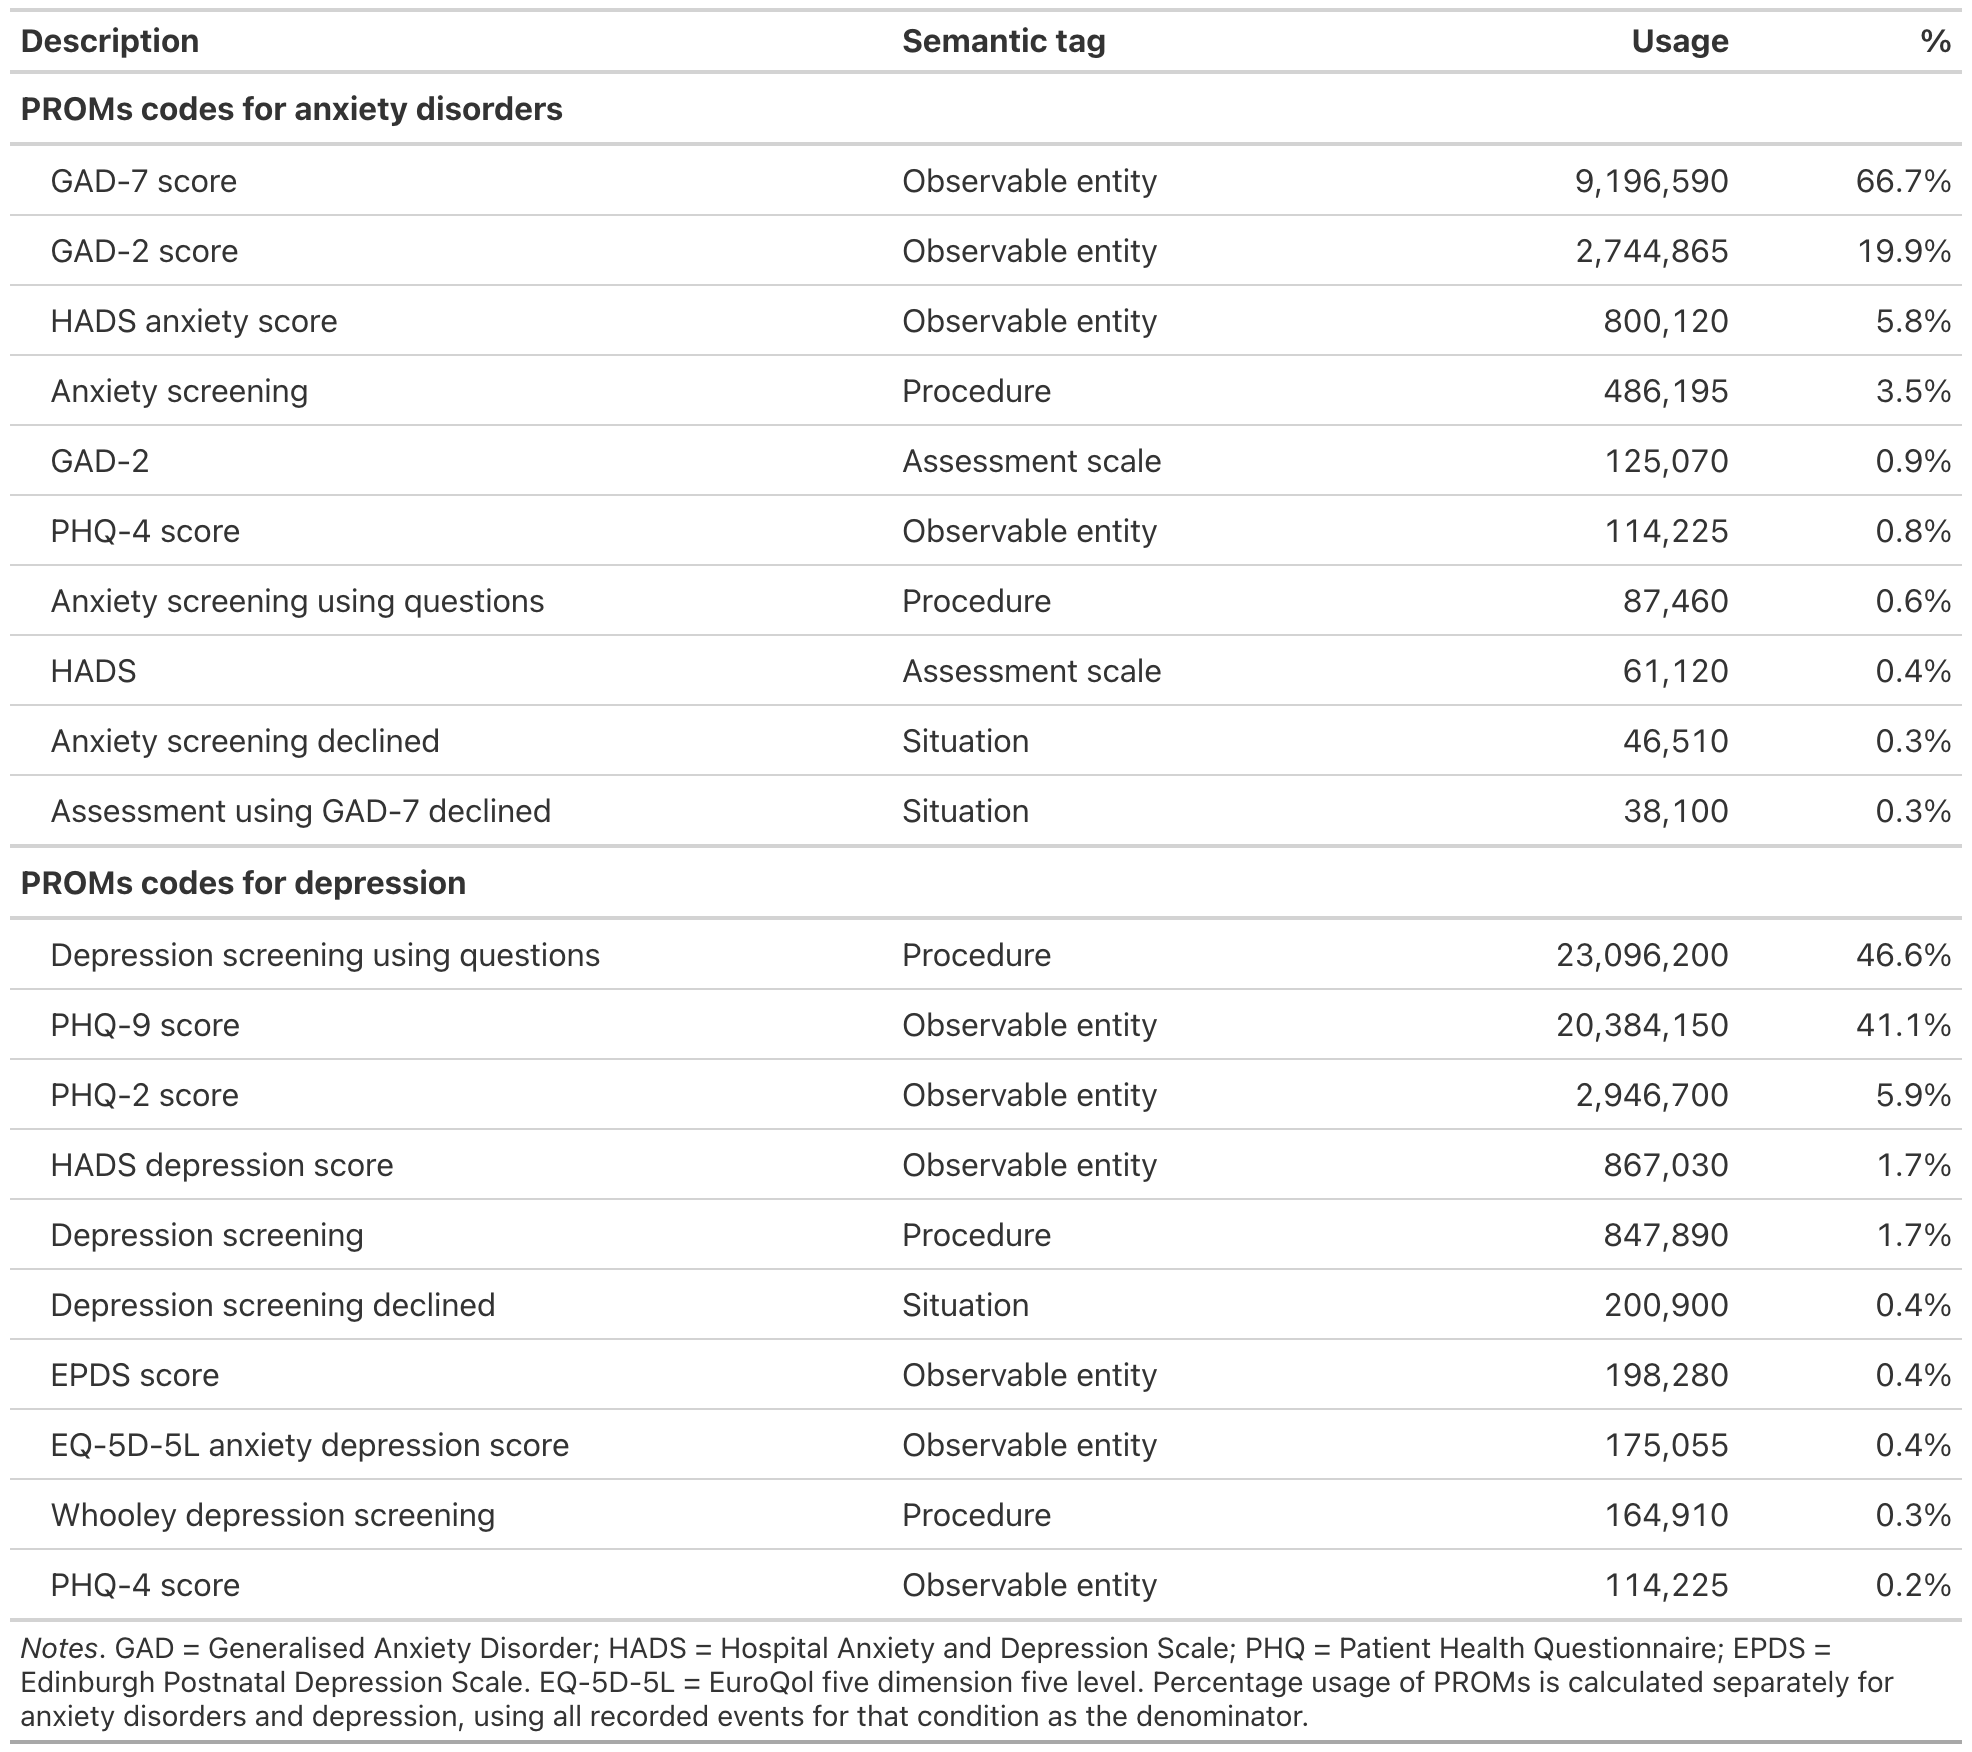 Description Semantic tag Usage %
PROMs codes for anxiety disorders
GAD-7 score Observable entity 9,196,590 66.7%
GAD-2 score Observable entity 2,744,865 19.9%
HADS anxiety score Observable entity 800,120 5.8%
Anxiety screening Procedure 486,195 3.5%
GAD-2 Assessment scale 125,070 0.9%
PHQ-4 score Observable entity 114,225 0.8%
Anxiety screening using questions Procedure 87,460 0.6%
HADS Assessment scale 61,120 0.4%
Anxiety screening declined Situation 46,510 0.3%
Assessment using GAD-7 declined Situation 38,100 0.3%
PROMs codes for depression
Depression screening using questions Procedure 23,096,200 46.6%
PHQ-9 score Observable entity 20,384,150 41.1%
PHQ-2 score Observable entity 2,946,700 5.9%
HADS depression score Observable entity 867,030 1.7%
Depression screening Procedure 847,890 1.7%
Depression screening declined Situation 200,900 0.4%
EPDS score Observable entity 198,280 0.4%
EQ-5D-5L anxiety depression score Observable entity 175,055 0.4%
Whooley depression screening Procedure 164,910 0.3%
PHQ-4 score Observable entity 114,225 0.2%
Notes. GAD = Generalised Anxiety Disorder; HADS = Hospital Anxiety and Depression Scale; PHQ = Patient Health Questionnaire; EPDS =
Edinburgh Postnatal Depression Scale. EQ-5D-5L = EuroQol five dimension five level. Percentage usage of PROMs is calculated separately for
anxiety disorders and depression, using all recorded events for that condition as the denominator.